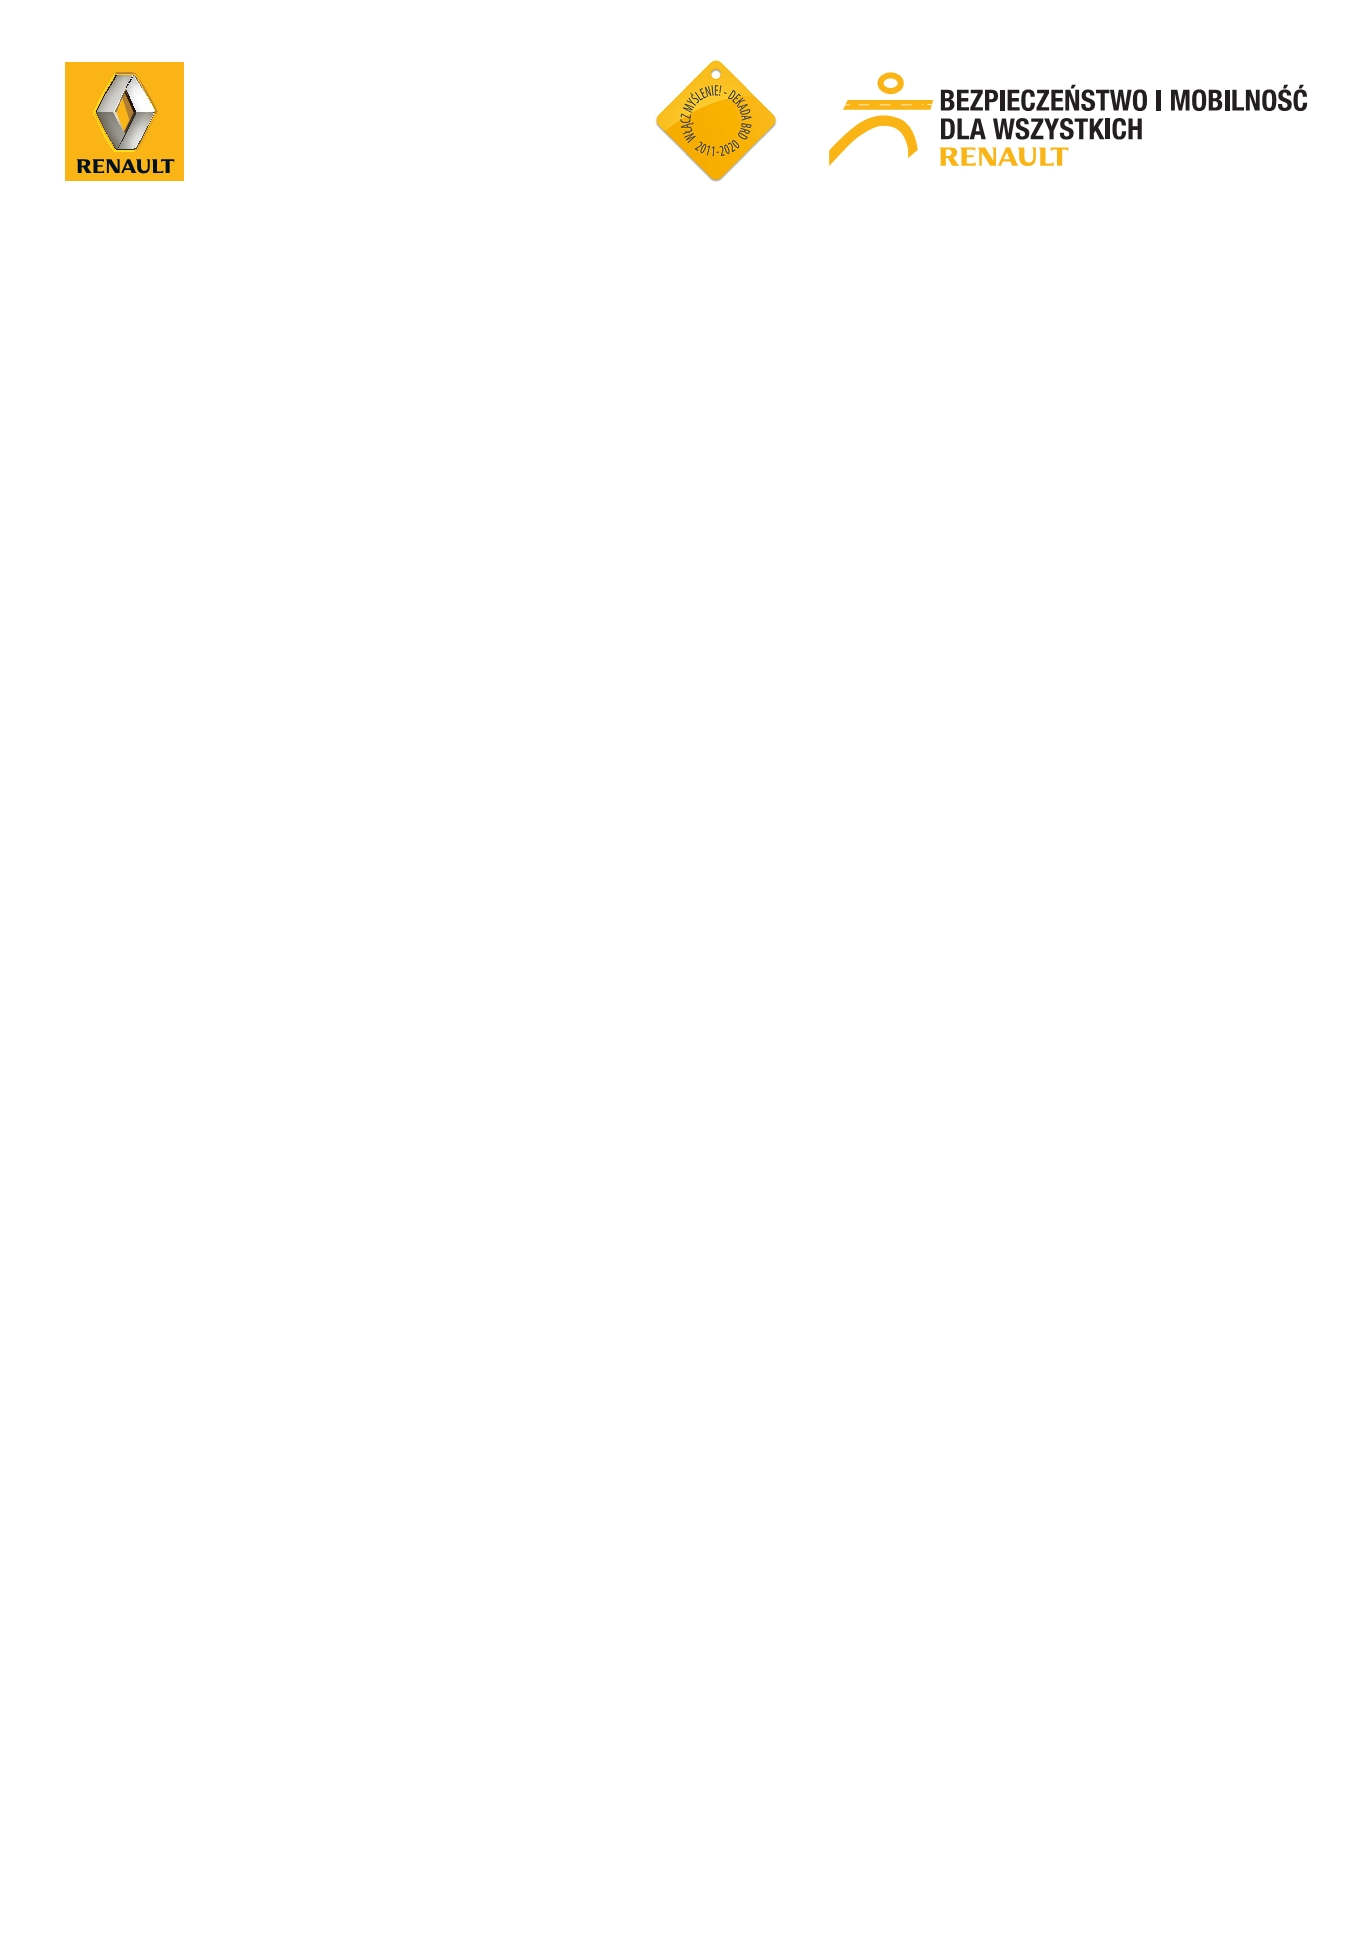 RENAULT
WŁĄCZ MYŚLENIE! - DEKADA BRD
2011-2020
BEZPIECZEŃSTWO I MOBILNOŚĆ
DLA WSZYSTKICH
RENAULT